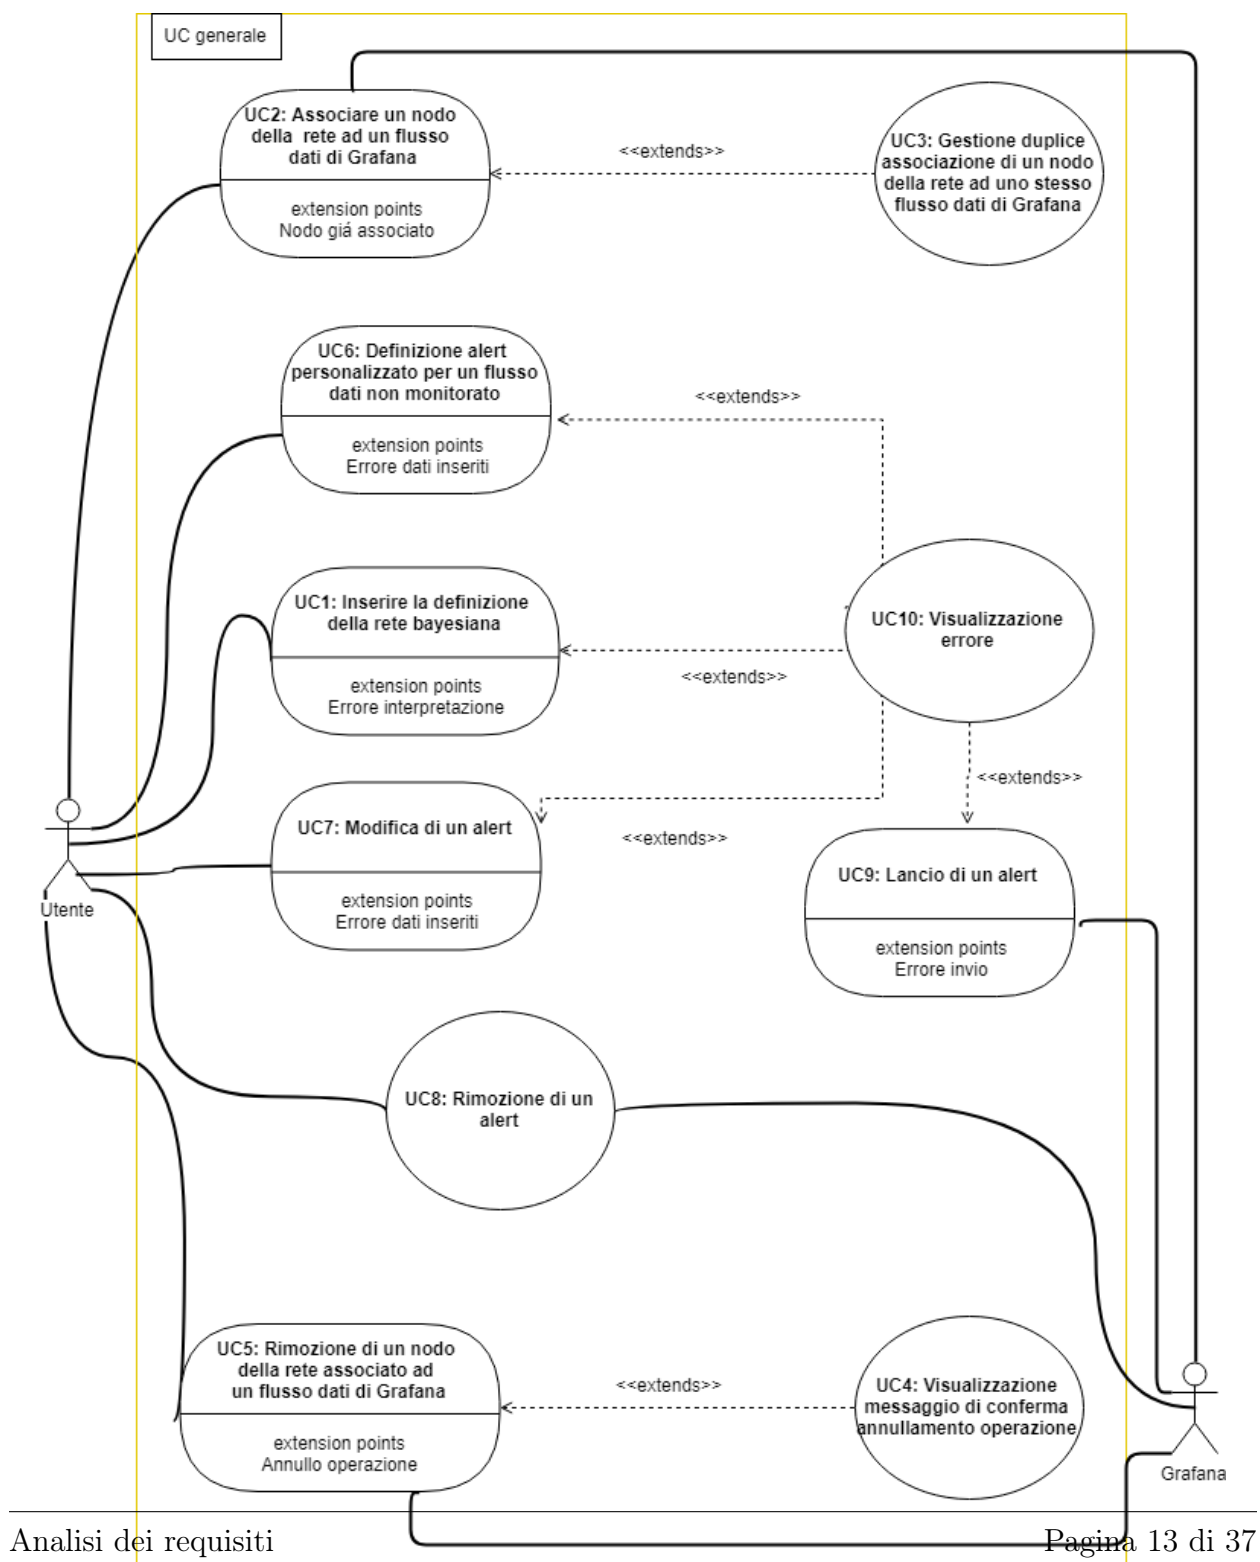 UC generale
UC2: Associare un nodo
della rete ad un flusso
dati di Grafana
extension points
Nodo giá associato
<<extends>>
UC3: Gestione duplice
associazione di un nodo
della rete ad uno stesso
flusso dati di Grafana
UC6: Definizione alert
personalizzato per un flusso
dati non monitorato
extension points
Errore dati inseriti
<<extends>>
UC1: Inserire la definizione
della rete bayesiana
extension points
Errore interpretazione
<<extends>>
UC10: Visualizzazione
errore
<<extends>>
UC7: Modifica di un alert
extension points
Errore dati inseriti
<<extends>>
UC9: Lancio di un alert
extension points
Errore invio
Utente
UC8: Rimozione di un
alert
UC5: Rimozione di un nodo
della rete associato ad
un flusso dati di Grafana
extension points
Annullo operazione
<<extends>>
UC4: Visualizzazione
messaggio di conferma
annullamento operazione
Grafana
Analisi dei requisiti
Pagina 13 di 37